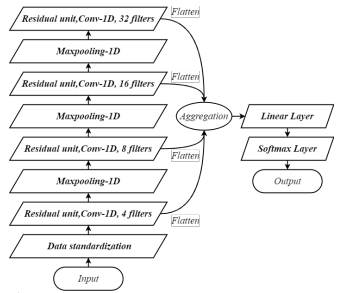 Residual unit,Conv-1D, 32 filters
Flatten
Maxpooling-1D
Residual unit,Conv-1D, 16 filters
Flatten
Maxpooling-1D
Aggregation
Linear Layer
Residual unit,Conv-1D, 8 filters
Flatten
Softmax Layer
Maxpooling-1D
Output
Residual unit,Conv-1D, 4 filters
Flatten
Data standardization
Input